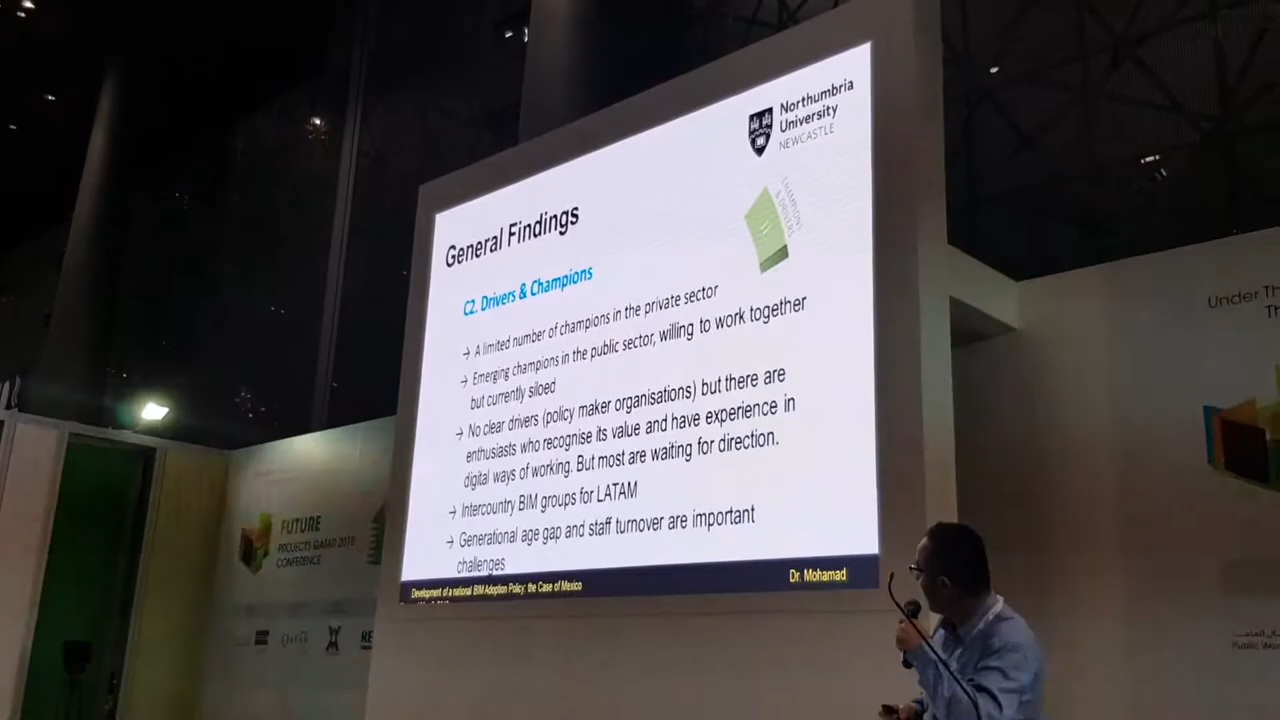 Northumbria
University
NEWCASTLE
CHAMPIONS
& DRIVERS
General Findings
C2. Drivers & Champions
→ A limited number of champions in the private sector
→ Emerging champions in the public sector, willing to work together
but currently siloed
→ No clear drivers (policy maker organisations) but there are
enthusiasts who recognise its value and have experience in
digital ways of working. But most are waiting for direction.
→ Intercountry BIM groups for LATAM
→ Generational age gap and staff turnover are important
challenges
Development of a national BIM Adoption Policy: the Case of Mexico
Dr. Mohamad
FUTURE
PROJECTS QATAR 2018
CONFERENCE
Under
Public